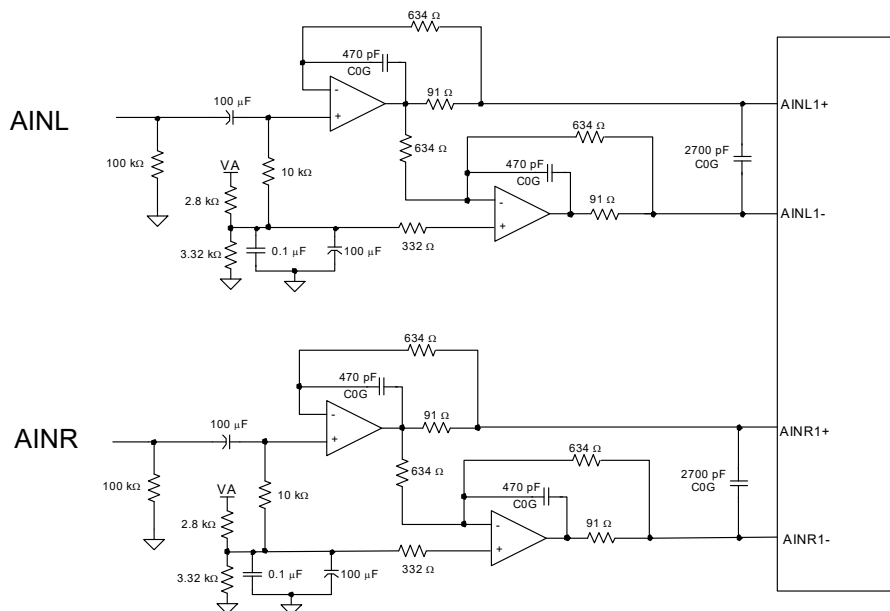 634 Ω
470 pF
C0G
-
+
91 Ω
AINL1+
AINL
100 µF
100 kΩ
VA
2.8 kΩ
10 kΩ
634 Ω
634 Ω
470 pF
C0G
-
+
91 Ω
2700 pF
C0G
AINL1-
3.32 kΩ
0.1 µF
100 µF
332 Ω
634 Ω
470 pF
C0G
-
+
91 Ω
AINR1+
AINR
100 µF
100 kΩ
VA
2.8 kΩ
10 kΩ
634 Ω
634 Ω
470 pF
C0G
-
+
91 Ω
2700 pF
C0G
AINR1-
3.32 kΩ
0.1 µF
100 µF
332 Ω